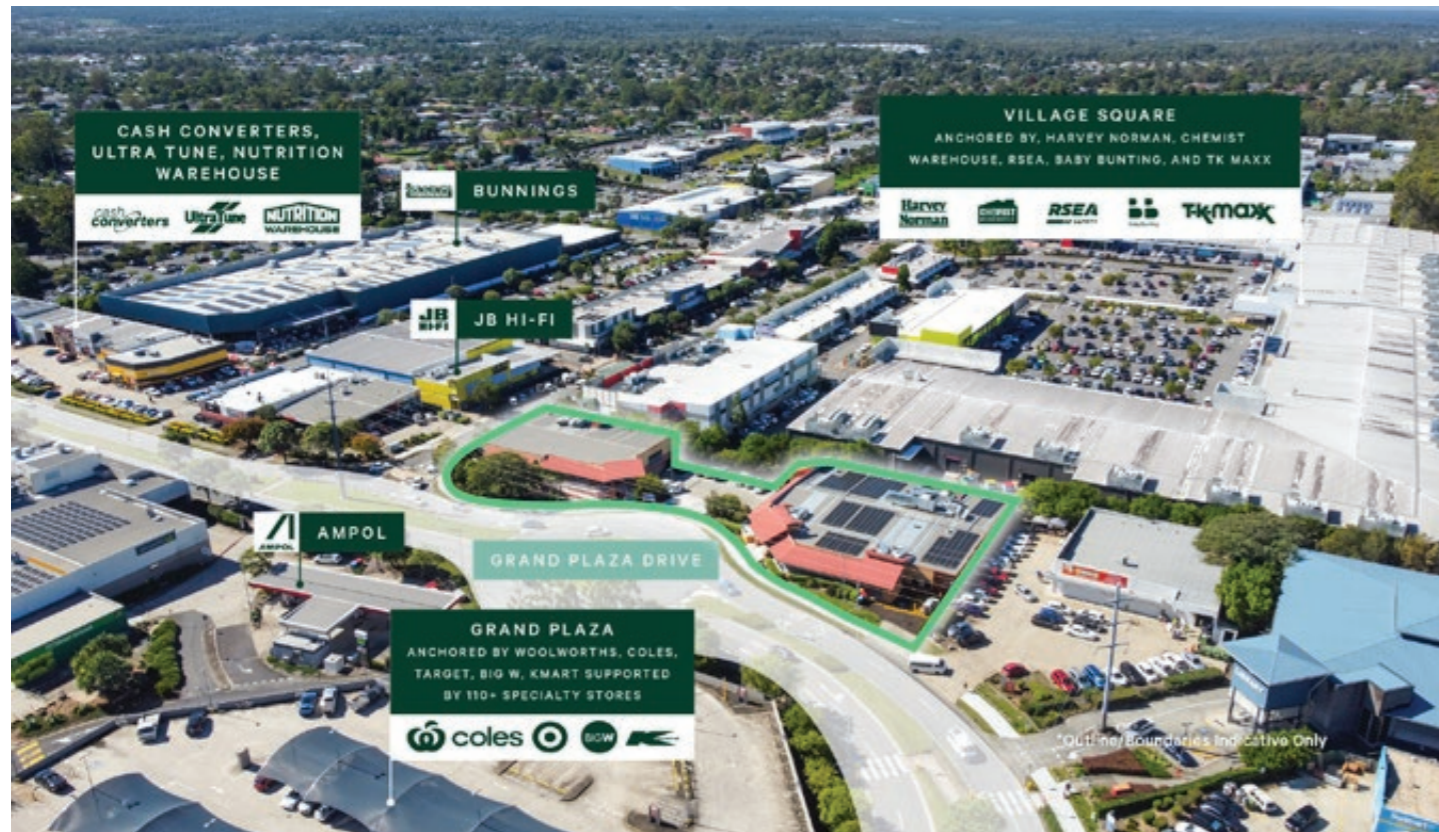 CASH CONVERTERS,
ULTRA TUNE, NUTRITION
WAREHOUSE
cash
converters
UltraTune
NUTRITION
WAREHOUSE
BUNNINGS
VILLAGE SQUARE
ANCHORED BY, HARVEY NORMAN, CHEMIST
WAREHOUSE, RSEA, BABY BUNTING, AND TK MAXX
Harvey
Norman
RSEA
TK maxx
JB
HI-FI
JB HI-FI
AMPOL
AMPOL
GRAND PLAZA DRIVE
GRAND PLAZA
ANCHORED BY WOOLWORTHS, COLES,
TARGET, BIG W, KMART SUPPORTED
BY 110+ SPECIALTY STORES
coles
BIG W
*Outline/Boundaries Indicative Only